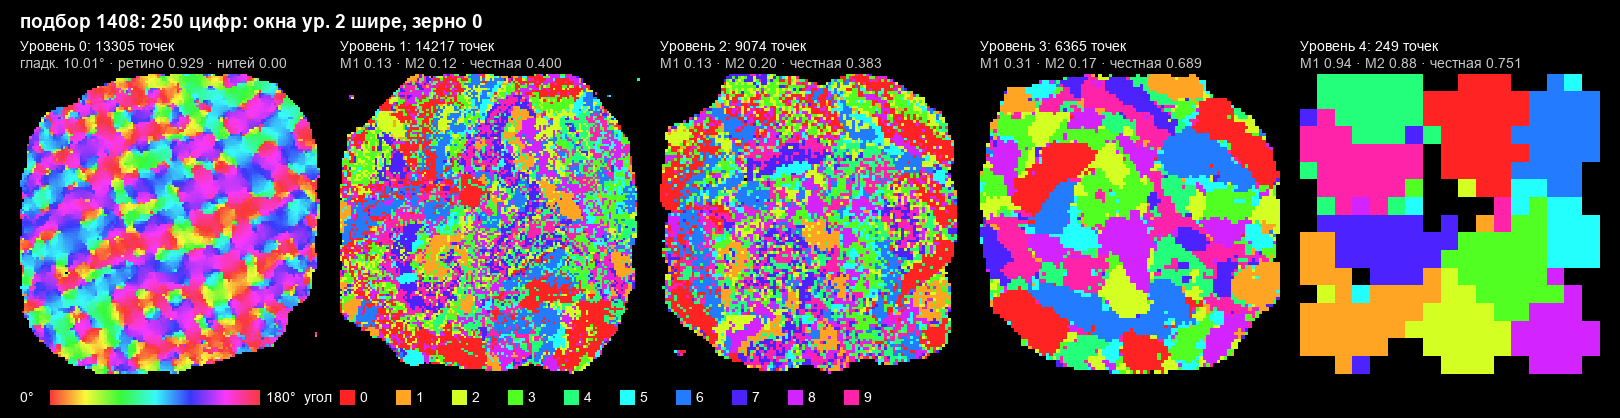 подбор 1408: 250 цифр: окна ур. 2 шире, зерно 0
Уровень 0: 13305 точек
гладк. 10.01° · ретино 0.929 · нитей 0.00
Уровень 1: 14217 точек
М1 0.13 · М2 0.12 · честная 0.400
Уровень 2: 9074 точек
М1 0.13 · М2 0.20 · честная 0.383
Уровень 3: 6365 точек
М1 0.31 · М2 0.17 · честная 0.689
Уровень 4: 249 точек
М1 0.94 · М2 0.88 · честная 0.751
0° 180° угол 0 1 2 3 4 5 6 7 8 9